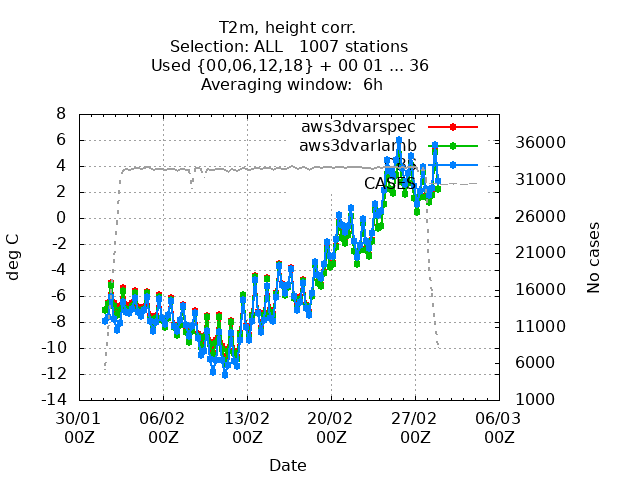 T2m, height corr.
Selection: ALL   1007 stations
Used {00,06,12,18} + 00 01 ... 36
Averaging window:  6h
8
6
4
2
0
-2
-4
-6
-8
-10
-12
-14
deg C
aws3dvarspec
aws3dvarlamb
CASES
36000
31000
26000
21000
16000
11000
6000
1000
No cases
30/01 06/02 13/02 20/02 27/02 06/03
00Z 00Z 00Z 00Z 00Z 00Z
Date